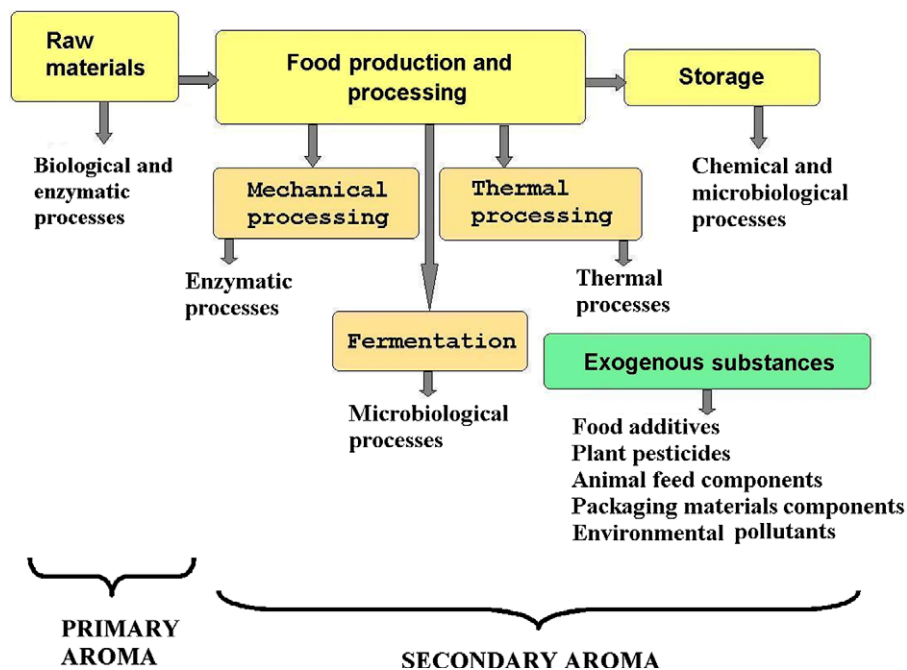 Raw
materials
Food production and
processing
Storage
Biological and
enzymatic
processes
Mechanical
processing
Thermal
processing
Chemical and
microbiological
processes
Enzymatic
processes
Thermal
processes
Fermentation
Microbiological
processes
Exogenous substances
Food additives
Plant pesticides
Animal feed components
Packaging materials components
Environmental pollutants
PRIMARY
AROMA
SECONDARY AROMA